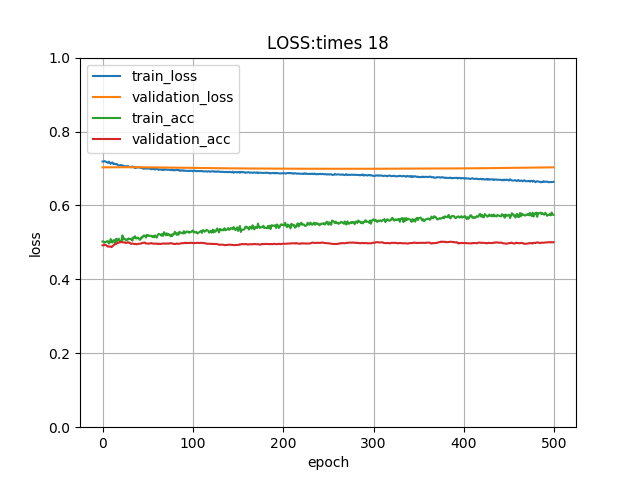 LOSS:times 18
1.0
0.8
0.6
0.4
0.2
0.0
loss
train_loss
validation_loss
train_acc
validation_acc
0 100 200 300 400 500
epoch